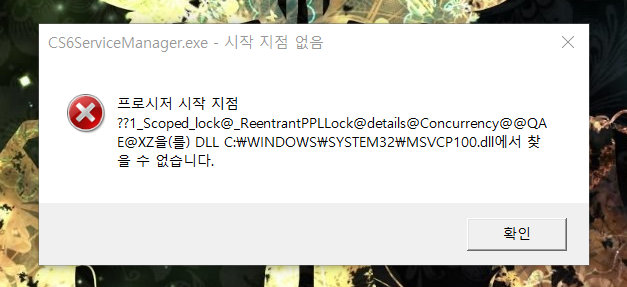 CS6ServiceManager.exe - 시작 지점 없음
프로시저 시작 지점
??1_Scoped_lock@_ReentrantPPLLock@details@Concurrency@@QA
E@XZ을(를) DLL C:₩WINDOWS₩SYSTEM32₩MSVCP100.dll에서 찾
을 수 없습니다.
확인